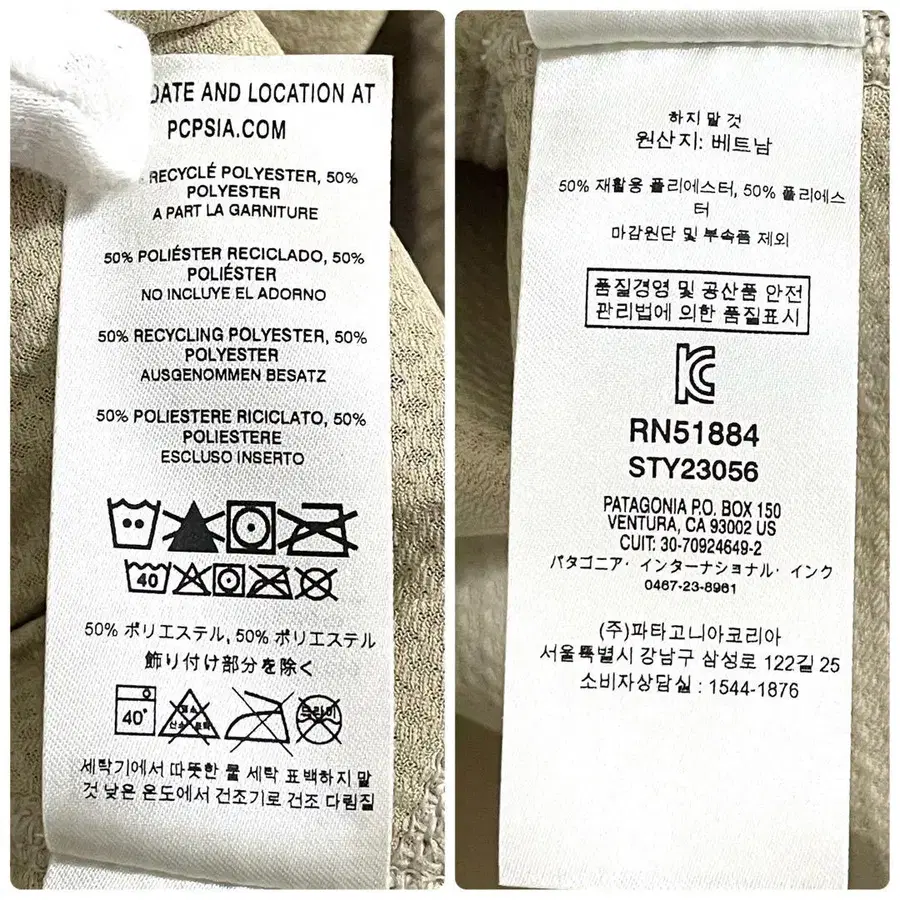 DATE AND LOCATION AT
PCPSIA.COM
RECYCLÉ POLYESTER, 50%
POLYESTER
A PART LA GARNITURE
50% POLIÉSTER RECICLADO, 50%
POLIÉSTER
NO INCLUYE EL ADORNO
50% RECYCLING POLYESTER, 50%
POLYESTER
AUSGENOMMEN BESATZ
50% POLIESTERE RICICLATO, 50%
POLIESTERE
ESCLUSO INSERTO
40
50% ポリエステル, 50% ポリエステル
飾り付け部分を除く
40°
산소 표백
드라이
세탁기에서 따뜻한 물 세탁 표백하지 말
것 낮은 온도에서 건조기로 건조 다림질
하지 말 것
원산지: 베트남
50% 재활용 폴리에스터, 50% 폴리에스
터
마감원단 및 부속품 제외
품질경영 및 공산품 안전
관리법에 의한 품질표시
RN51884
STY23056
PATAGONIA P.O. BOX 150
VENTURA, CA 93002 US
CUIT: 30-70924649-2
パタゴニア・インターナショナル・インク
0467-23-8961
(주)파타고니아코리아
서울특별시 강남구 삼성로 122길 25
소비자상담실 : 1544-1876